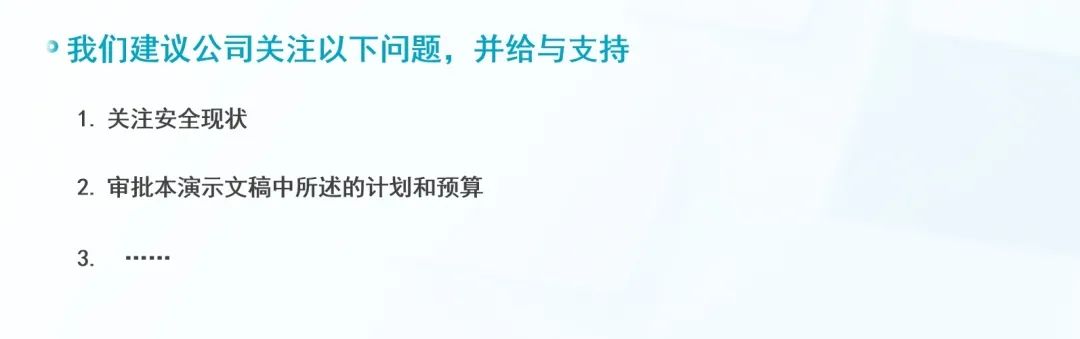 我们建议公司关注以下问题，并给与支持
1. 关注安全现状
2. 审批本演示文稿中所述的计划和预算
3. ……